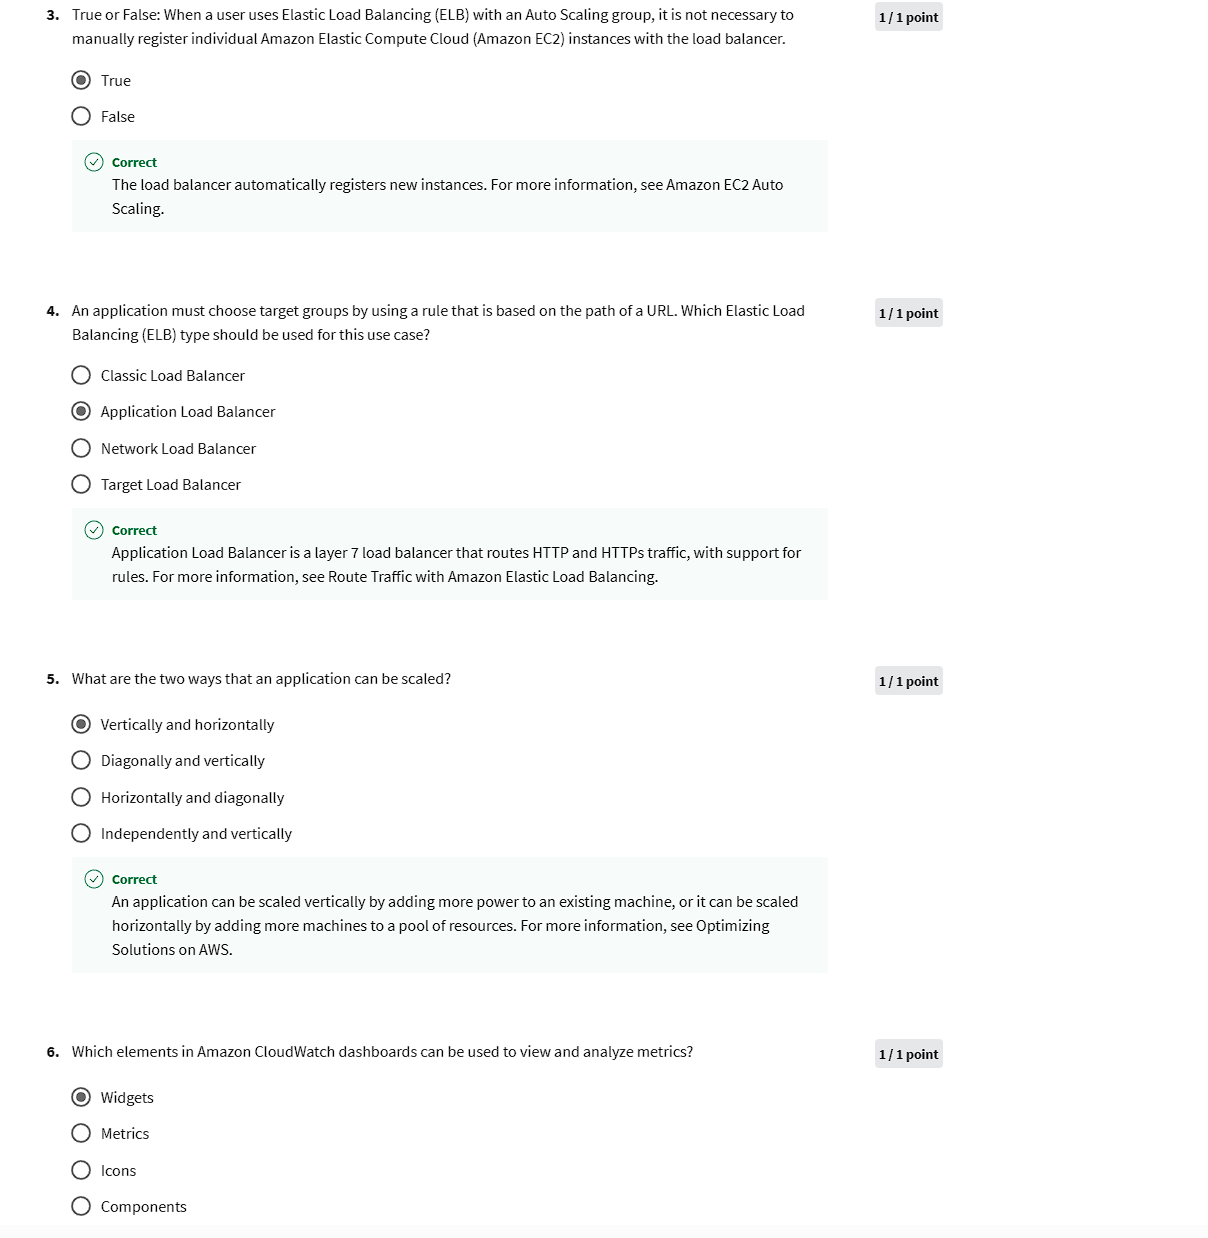 3. True or False: When a user uses Elastic Load Balancing (ELB) with an Auto Scaling group, it is not necessary to
manually register individual Amazon Elastic Compute Cloud (Amazon EC2) instances with the load balancer.
1 / 1 point
True
False
Correct
The load balancer automatically registers new instances. For more information, see Amazon EC2 Auto
Scaling.
4. An application must choose target groups by using a rule that is based on the path of a URL. Which Elastic Load
Balancing (ELB) type should be used for this use case?
1 / 1 point
Classic Load Balancer
Application Load Balancer
Network Load Balancer
Target Load Balancer
Correct
Application Load Balancer is a layer 7 load balancer that routes HTTP and HTTPs traffic, with support for
rules. For more information, see Route Traffic with Amazon Elastic Load Balancing.
5. What are the two ways that an application can be scaled?
1 / 1 point
Vertically and horizontally
Diagonally and vertically
Horizontally and diagonally
Independently and vertically
Correct
An application can be scaled vertically by adding more power to an existing machine, or it can be scaled
horizontally by adding more machines to a pool of resources. For more information, see Optimizing
Solutions on AWS.
6. Which elements in Amazon CloudWatch dashboards can be used to view and analyze metrics?
1 / 1 point
Widgets
Metrics
Icons
Components